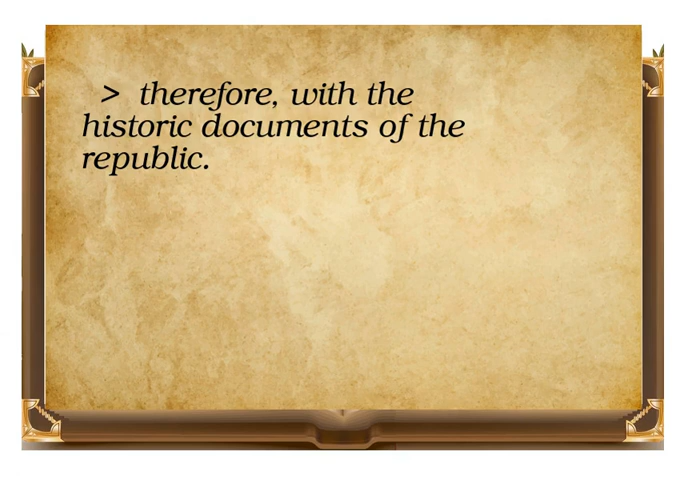 > therefore, with the
historic documents of the
republic.